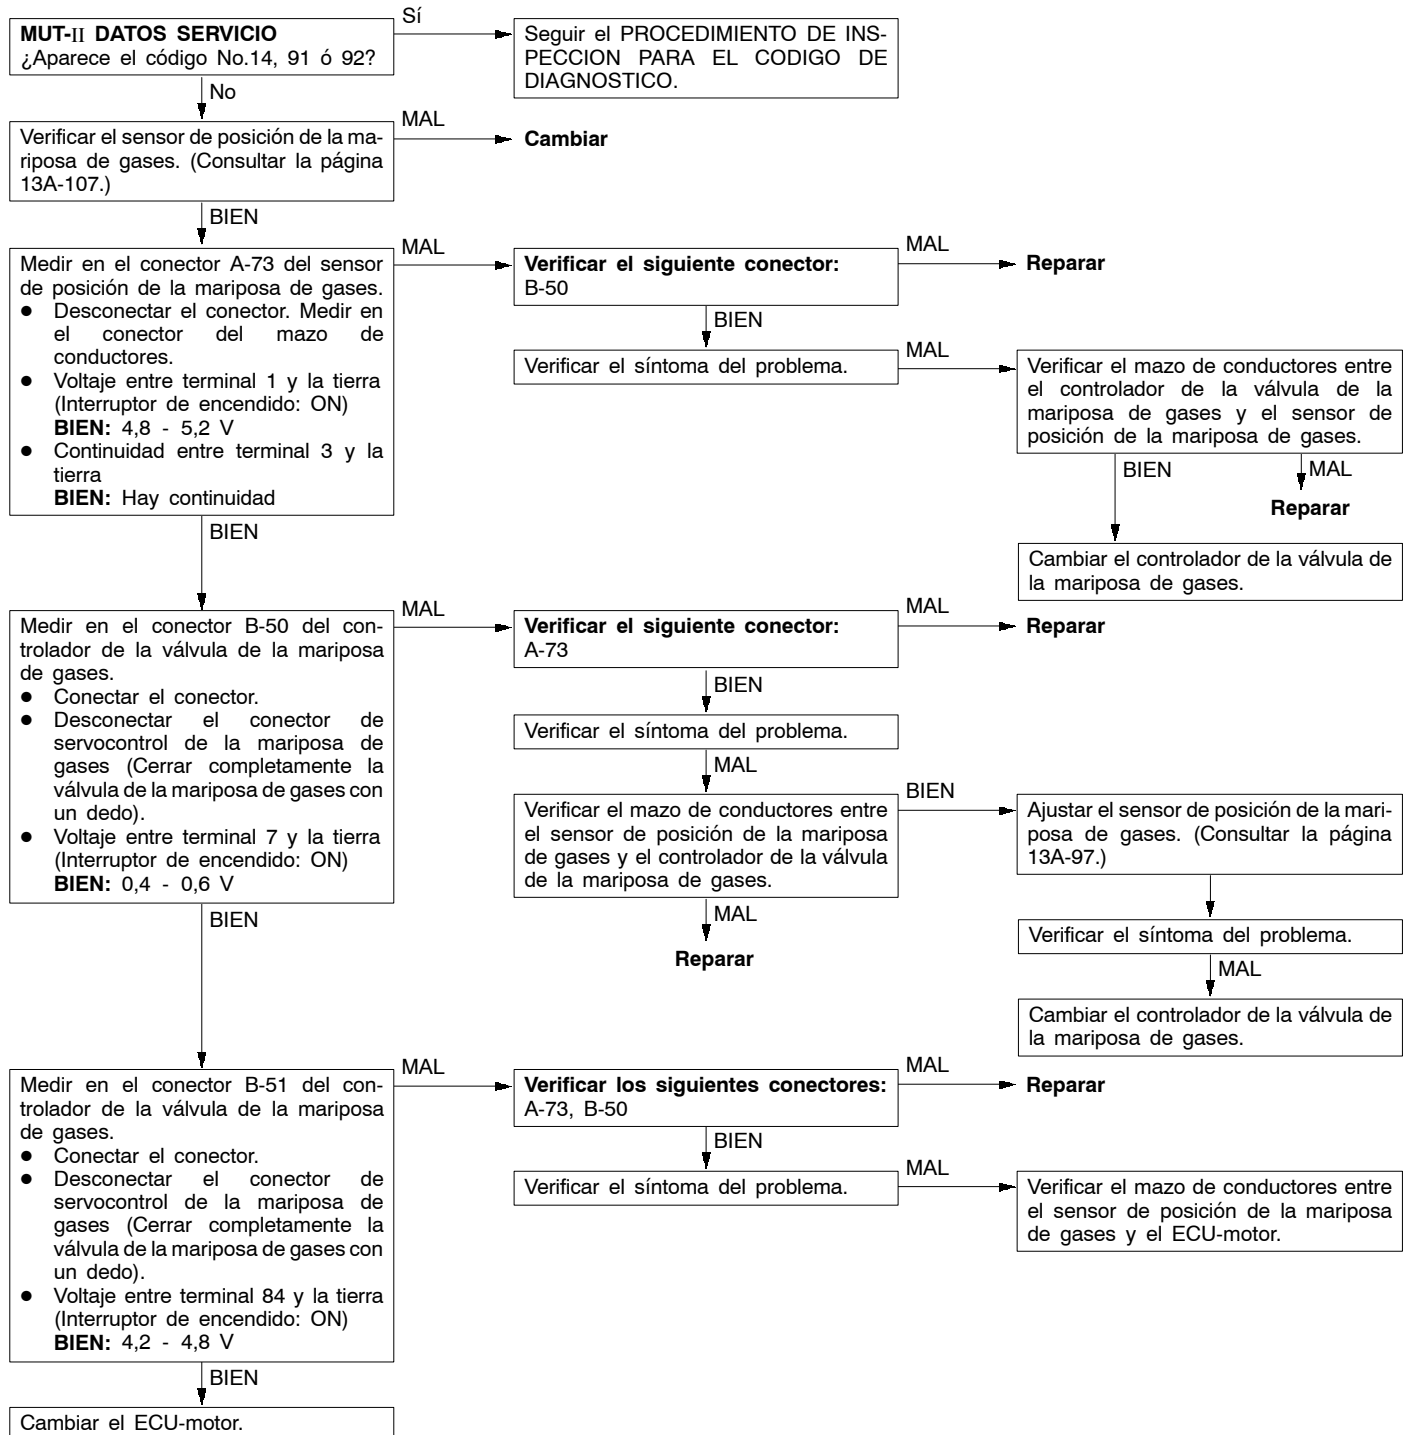 MUT-II DATOS SERVICIO
¿Aparece el código No.14, 91 ó 92?
Sí
Seguir el PROCEDIMIENTO DE INS-
PECCION PARA EL CODIGO DE
DIAGNOSTICO.
No
Verificar el sensor de posición de la ma-
riposa de gases. (Consultar la página
13A-107.)
MAL
Cambiar
BIEN
Medir en el conector A-73 del sensor
de posición de la mariposa de gases.
● Desconectar el conector. Medir en
el conector del mazo de
conductores.
● Voltaje entre terminal 1 y la tierra
(Interruptor de encendido: ON)
BIEN: 4,8 - 5,2 V
● Continuidad entre terminal 3 y la
tierra
BIEN: Hay continuidad
MAL
Verificar el siguiente conector:
B-50
MAL
Reparar
BIEN
Verificar el síntoma del problema.
MAL
Verificar el mazo de conductores entre
el controlador de la válvula de la
mariposa de gases y el sensor de
posición de la mariposa de gases.
BIEN
MAL
Reparar
Cambiar el controlador de la válvula de
la mariposa de gases.
BIEN
Medir en el conector B-50 del con-
trolador de la válvula de la mariposa
de gases.
● Conectar el conector.
● Desconectar el conector de
servocontrol de la mariposa de
gases (Cerrar completamente la
válvula de la mariposa de gases con
un dedo).
● Voltaje entre terminal 7 y la tierra
(Interruptor de encendido: ON)
BIEN: 0,4 - 0,6 V
MAL
Verificar el siguiente conector:
A-73
MAL
Reparar
BIEN
Verificar el síntoma del problema.
MAL
Verificar el mazo de conductores entre
el sensor de posición de la mariposa
de gases y el controlador de la válvula
de la mariposa de gases.
BIEN
Ajustar el sensor de posición de la mari-
posa de gases. (Consultar la página
13A-97.)
MAL
Reparar
Verificar el síntoma del problema.
MAL
Cambiar el controlador de la válvula de
la mariposa de gases.
BIEN
Medir en el conector B-51 del con-
trolador de la válvula de la mariposa
de gases.
● Conectar el conector.
● Desconectar el conector de
servocontrol de la mariposa de
gases (Cerrar completamente la
válvula de la mariposa de gases con
un dedo).
● Voltaje entre terminal 84 y la tierra
(Interruptor de encendido: ON)
BIEN: 4,2 - 4,8 V
MAL
Verificar los siguientes conectores:
A-73, B-50
MAL
Reparar
BIEN
Verificar el síntoma del problema.
MAL
Verificar el mazo de conductores entre
el sensor de posición de la mariposa
de gases y el ECU-motor.
BIEN
Cambiar el ECU-motor.